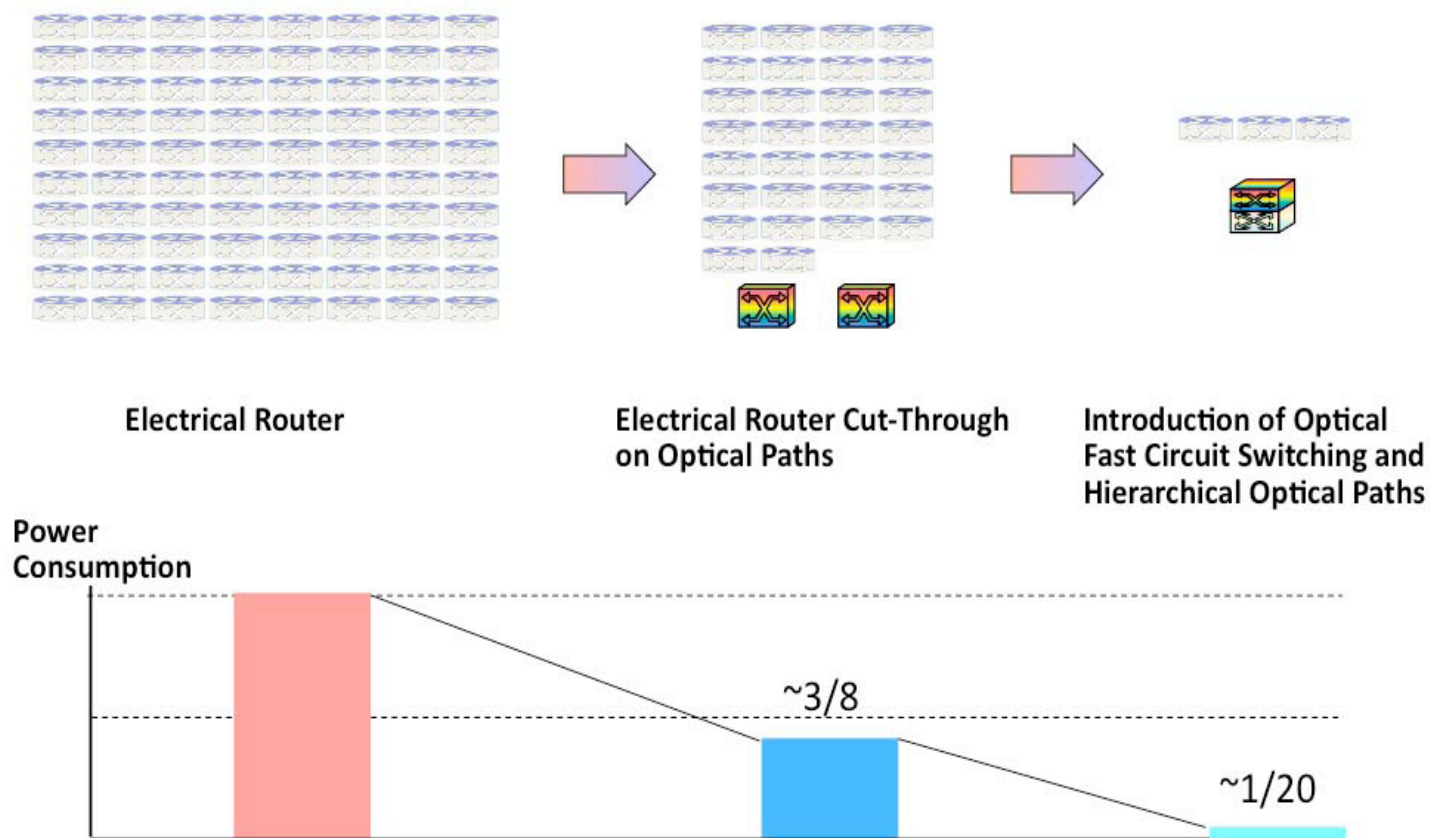 Electrical Router
Electrical Router Cut-Through
on Optical Paths
Introduction of Optical
Fast Circuit Switching and
Hierarchical Optical Paths
Power
Consumption
~3/8
~1/20